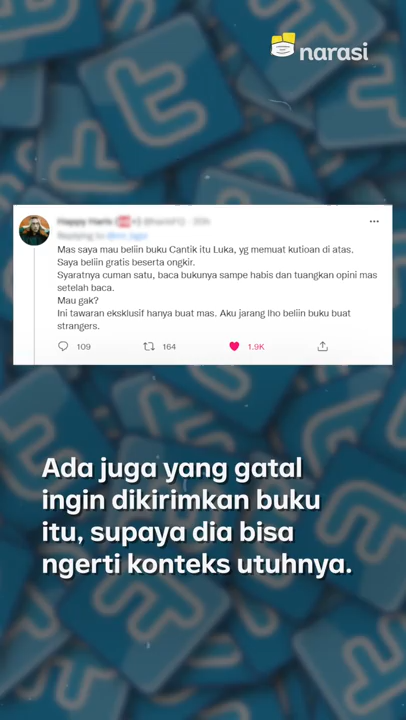 narasi
Mas saya mau beliin buku Cantik itu Luka, yg memuat kutioan di atas.
Saya beliin gratis beserta ongkir.
Syaratnya cuman satu, baca bukunya sampe habis dan tuangkan opini mas
setelah baca.
Mau gak?
Ini tawaran eksklusif hanya buat mas. Aku jarang lho beliin buku buat
strangers.
109 164 1.9K
Ada juga yang gatal
ingin dikirimkan buku
itu, supaya dia bisa
ngerti konteks utuhnya.